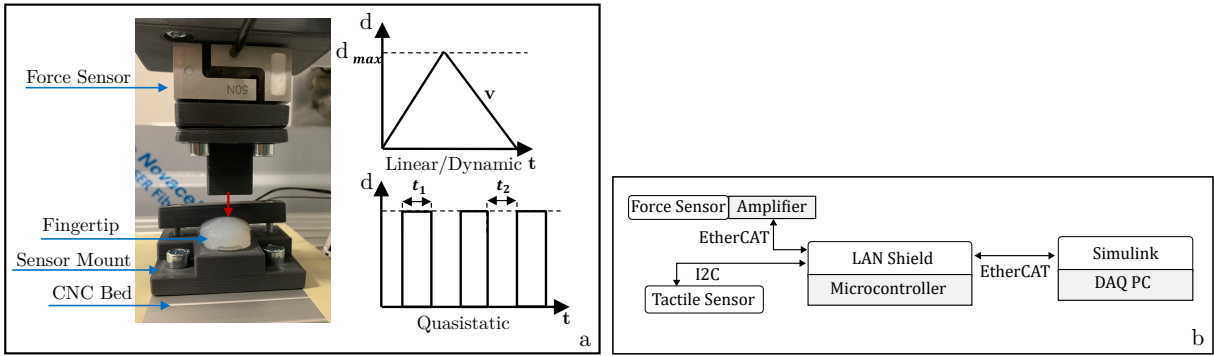 Force Sensor
Fingertip
Sensor Mount
CNC Bed
50N
Novace
d
d max
v
Linear/Dynamic t
d
t1
t2
Quasistatic
t
a
Force Sensor
Amplifier
EtherCAT
I2C
Tactile Sensor
LAN Shield
Microcontroller
EtherCAT
Simulink
DAQ PC
b